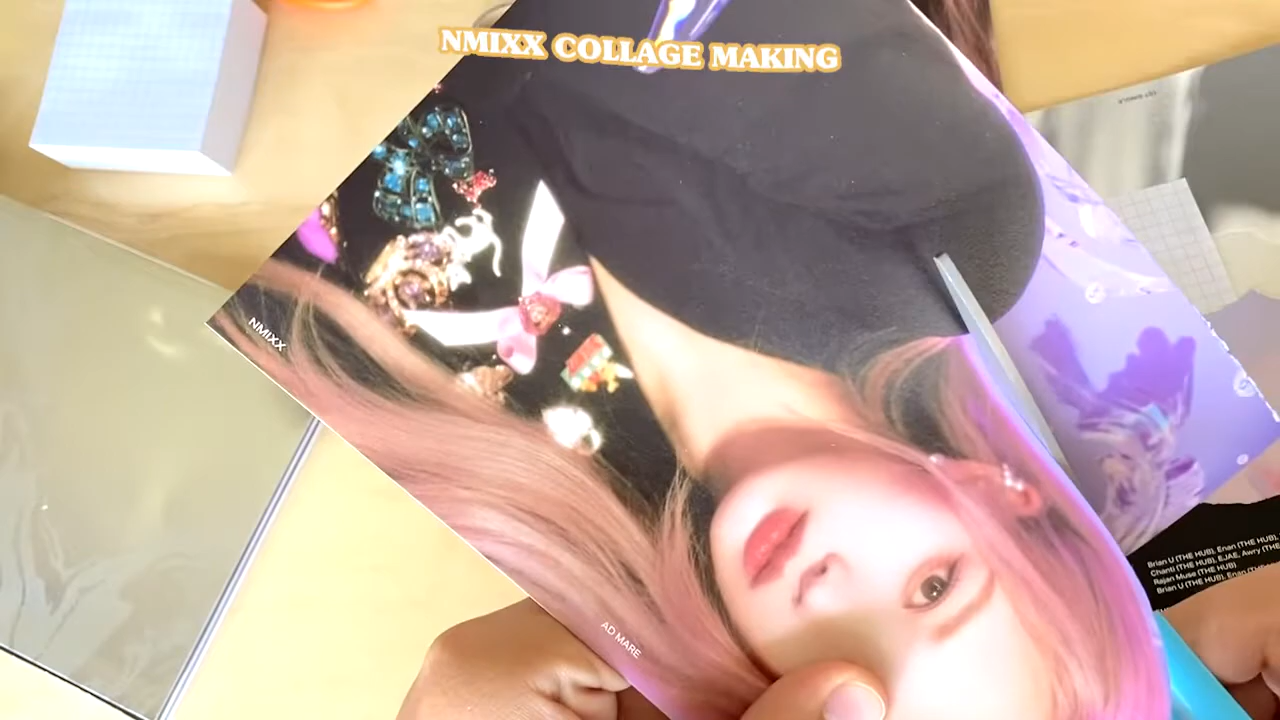 NMIXX COLLAGE MAKING
NMIXX
AD MARE
Brian U (THE HUB), Enan (THE HUB),
Chanti (THE HUB), EJAE, Awry (THE
Rajan Muse (THE HUB)
Brian U (THE HUB), Enan (THE